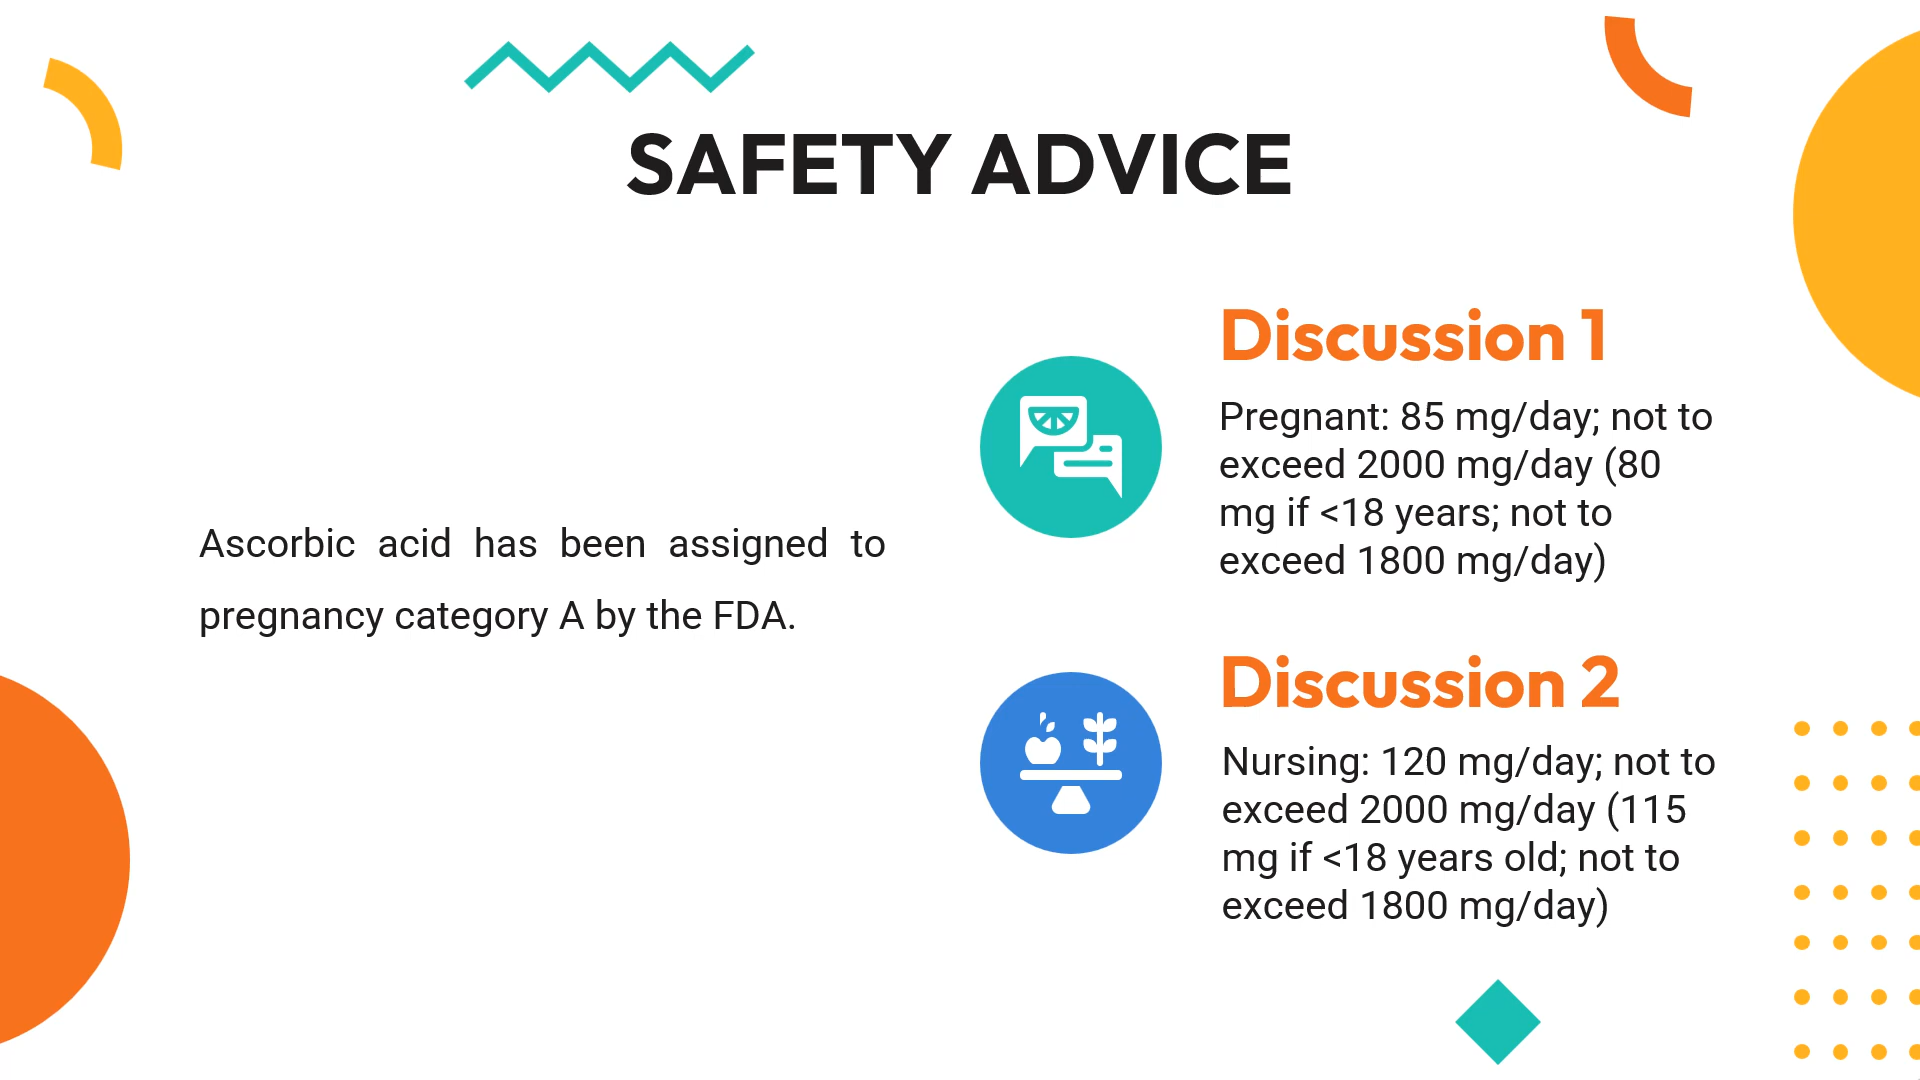 SAFETY ADVICE
Ascorbic acid has been assigned to
pregnancy category A by the FDA.
Discussion 1
Pregnant: 85 mg/day; not to
exceed 2000 mg/day (80
mg if <18 years; not to
exceed 1800 mg/day)
Discussion 2
Nursing: 120 mg/day; not to
exceed 2000 mg/day (115
mg if <18 years old; not to
exceed 1800 mg/day)